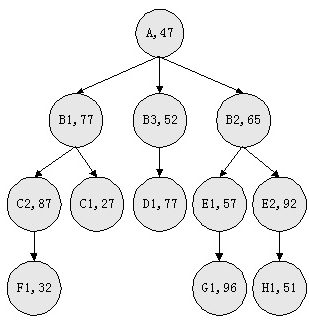 A,47
B1,77 B3,52 B2,65
C2,87 C1,27 D1,77 E1,57 E2,92
F1,32 G1,96 H1,51